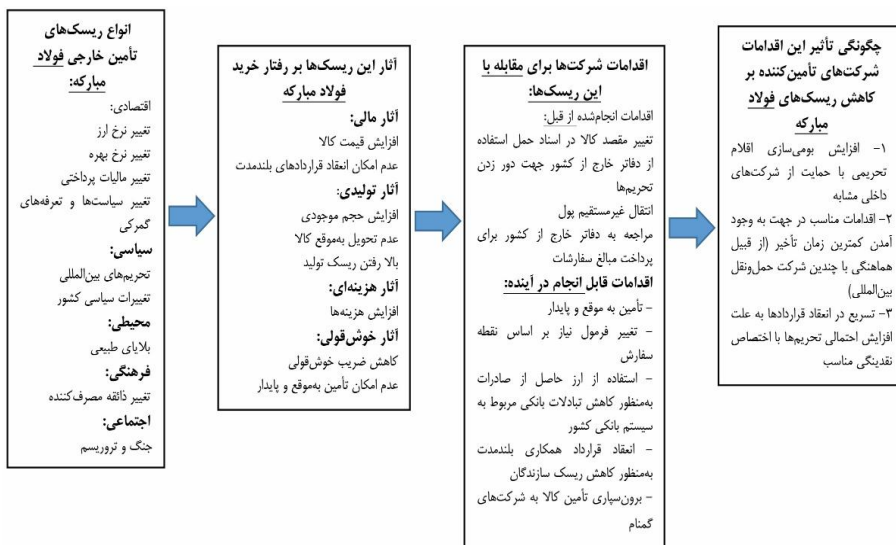 انواع ریسک‌های
تأمین خارجی فولاد
مبارکه:
اقتصادی:
تغییر نرخ ارز
تغییر نرخ بهره
تغییر مالیات پرداختی
تغییر سیاست‌ها و تعرفه‌های
گمرکی
سیاسی:
تحریم‌های بین‌المللی
تغییرات سیاسی کشور
محیطی:
بلایای طبیعی
فرهنگی:
تغییر ذائقه مصرف‌کننده
اجتماعی:
جنگ و تروریسم
آثار این ریسک‌ها بر رفتار خرید
فولاد مبارکه
آثار مالی:
افزایش قیمت کالا
عدم امکان انعقاد قراردادهای بلندمدت
آثار تولیدی:
افزایش حجم موجودی
عدم تحویل به‌موقع کالا
بالا رفتن ریسک تولید
آثار هزینه‌ای:
افزایش هزینه‌ها
آثار خوش‌قولی:
کاهش ضریب خوش‌قولی
عدم امکان تأمین به‌موقع و پایدار
اقدامات شرکت‌ها برای مقابله با
این ریسک‌ها:
اقدامات انجام‌شده از قبل:
تغییر مقصد کالا در اسناد حمل استفاده
از دفاتر خارج از کشور جهت دور زدن
تحریم‌ها
انتقال غیرمستقیم پول
مراجعه به دفاتر خارج از کشور برای
پرداخت مبالغ سفارشات
اقدامات قابل انجام در آینده:
– تأمین به موقع و پایدار
– تغییر فرمول نیاز بر اساس نقطه
سفارش
– استفاده از ارز حاصل از صادرات
به‌منظور کاهش تبادلات بانکی مربوط به
سیستم بانکی کشور
– انعقاد قرارداد همکاری بلندمدت
به‌منظور کاهش ریسک سازندگان
– برون‌سپاری تأمین کالا به شرکت‌های
گمنام
چگونگی تأثیر این اقدامات
شرکت‌های تأمین‌کننده بر
کاهش ریسک‌های فولاد
مبارکه
۱– افزایش بومی‌سازی اقلام
تحریمی با حمایت از شرکت‌های
داخلی مشابه
۲– اقدامات مناسب در جهت به وجود
آمدن کمترین زمان تأخیر (از قبیل
هماهنگی با چندین شرکت حمل‌ونقل
بین‌المللی)
۳– تسریع در انعقاد قراردادها به علت
افزایش احتمالی تحریم‌ها با اختصاص
نقدینگی مناسب